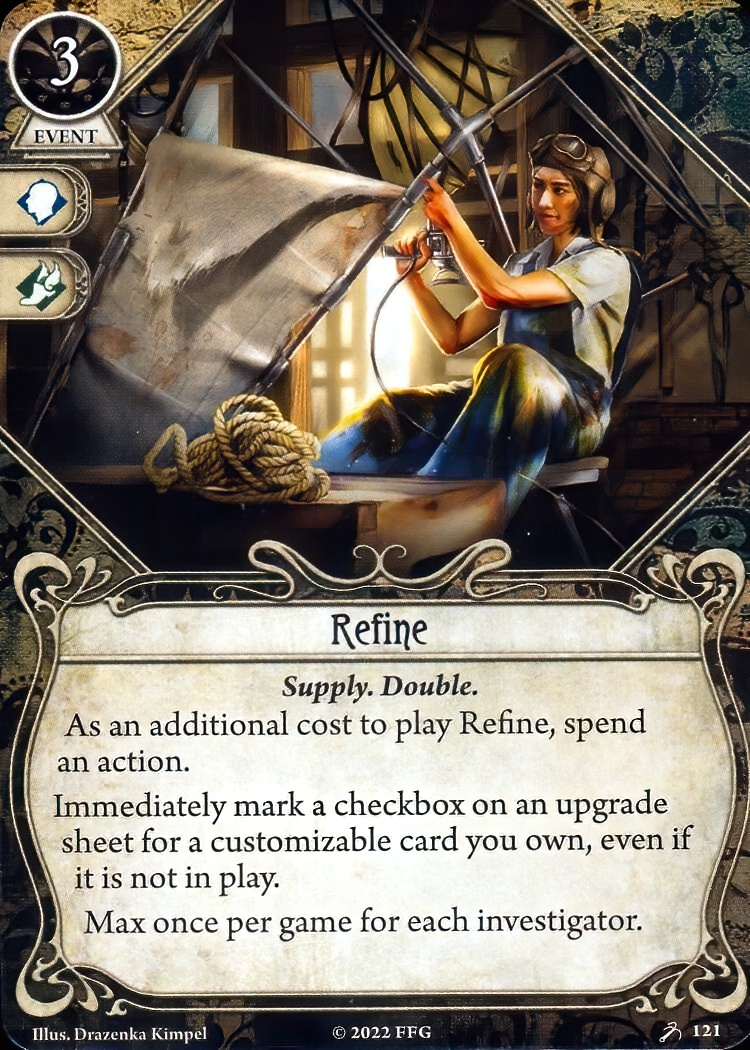 3
EVENT
Refine
Supply. Double.
As an additional cost to play Refine, spend
an action.
Immediately mark a checkbox on an upgrade
sheet for a customizable card you own, even if
it is not in play.
Max once per game for each investigator.
Illus. Drazenka Kimpel
© 2022 FFG
121